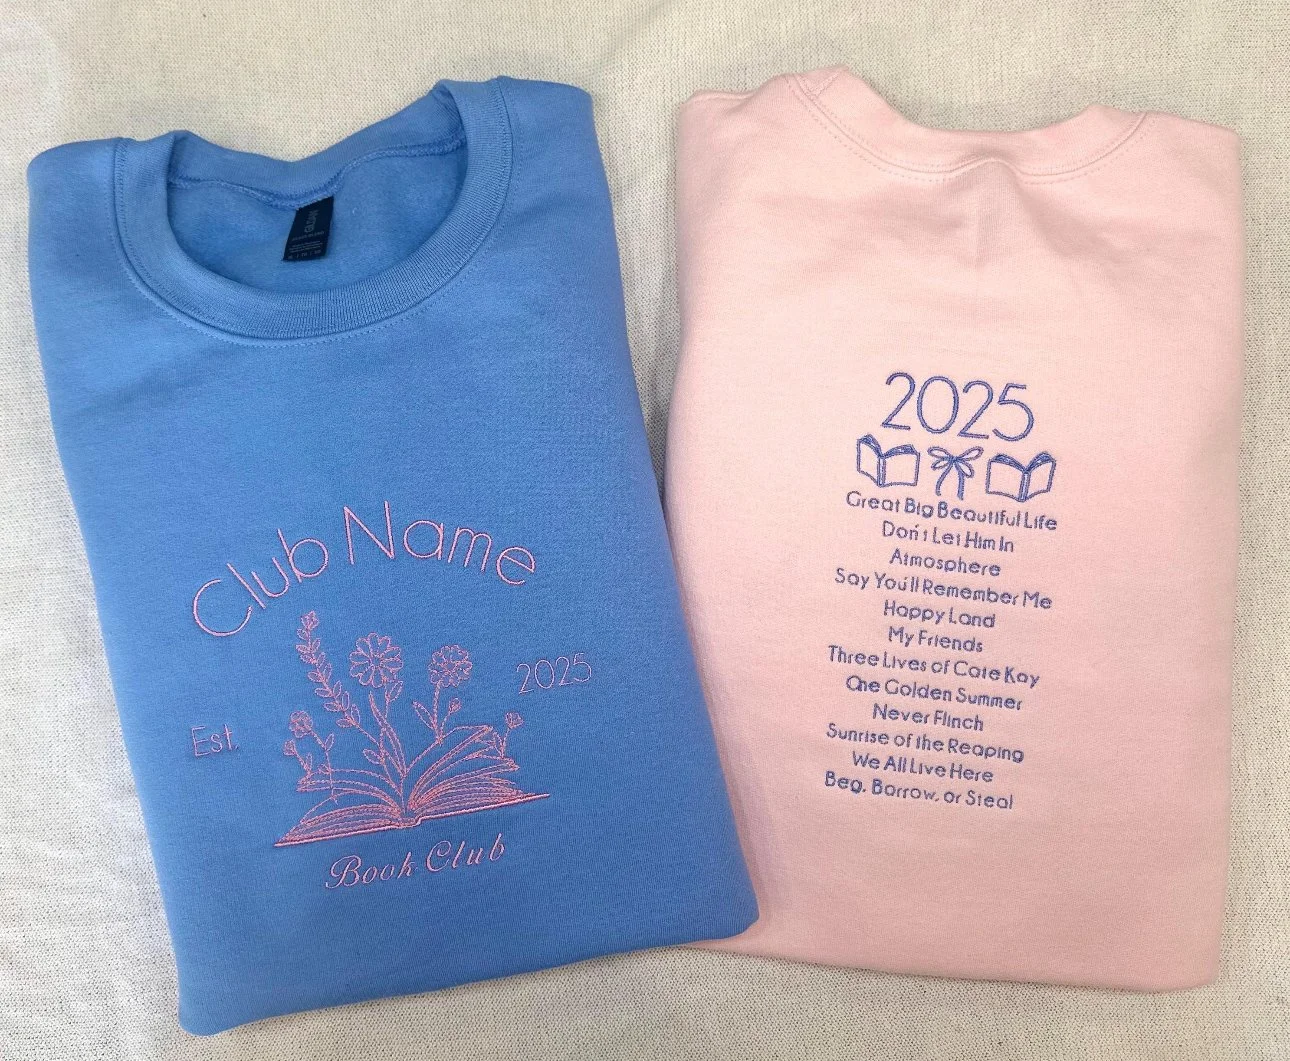 GILDAN
Club Name
Est.
2025
Book Club
2025
Great Big Beautiful Life
Don't Let Him In
Atmosphere
Say You'll Remember Me
Happy Land
My Friends
Three Lives of Cate Kay
One Golden Summer
Never Flinch
Sunrise of the Reaping
We All Live Here
Beg, Borrow, or Steal